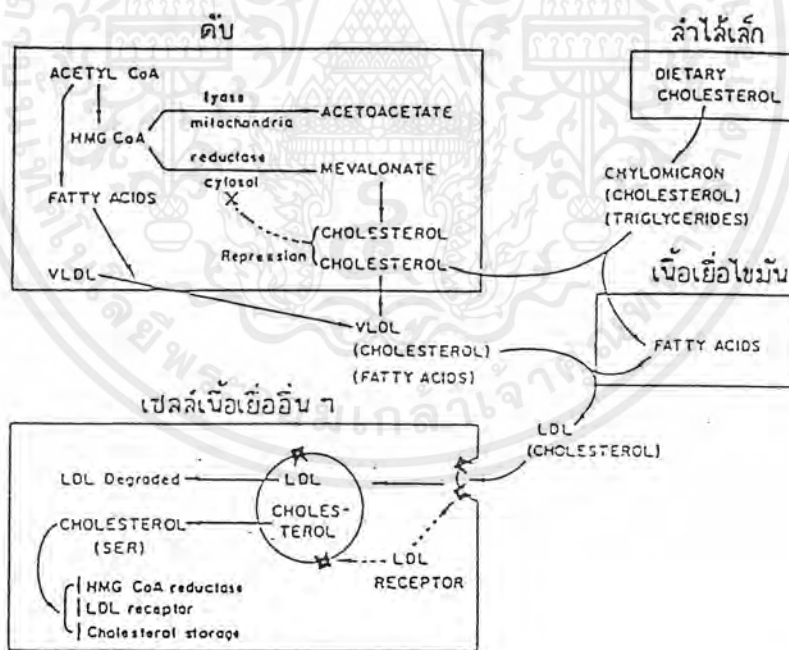 ตับ
ลำไส้เล็ก
ACETYL CoA
lyase
ACETOACETATE
mitochondria
HMG CoA
reductase
MEVALONATE
cytosol
FATTY ACIDS
CHOLESTEROL
Repression
CHOLESTEROL
VLDL
DIETARY
CHOLESTEROL
CHYLOMICRON
(CHOLESTEROL)
(TRIGLYCERIDES)
เนื้อเยื่อไขมัน
FATTY ACIDS
VLDL
(CHOLESTEROL)
(FATTY ACIDS)
LDL
(CHOLESTEROL)
เซลล์เนื้อเยื่ออื่น ๆ
LDL Degraded
LDL
CHOLES-
TEROL
CHOLESTEROL
(SER)
LDL
RECEPTOR
HMG CoA reductase
LDL receptor
Cholesterol storage